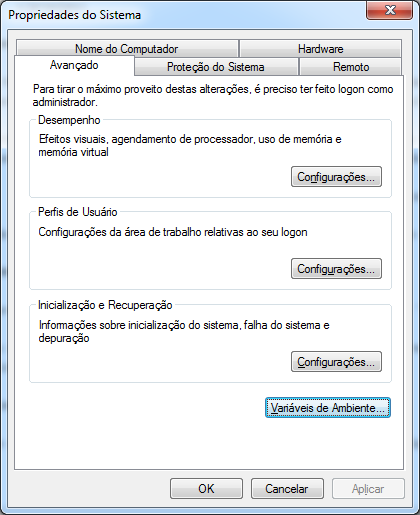 Propriedades do Sistema
Nome do Computador
Hardware
Avançado
Proteção do Sistema
Remoto
Para tirar o máximo proveito destas alterações, é preciso ter feito logon como
administrador.
Desempenho
Efeitos visuais, agendamento de processador, uso de memória e
memória virtual
Configurações...
Perfis de Usuário
Configurações da área de trabalho relativas ao seu logon
Configurações...
Inicialização e Recuperação
Informações sobre inicialização do sistema, falha do sistema e
depuração
Configurações...
Variáveis de Ambiente...
OK
Cancelar
Aplicar